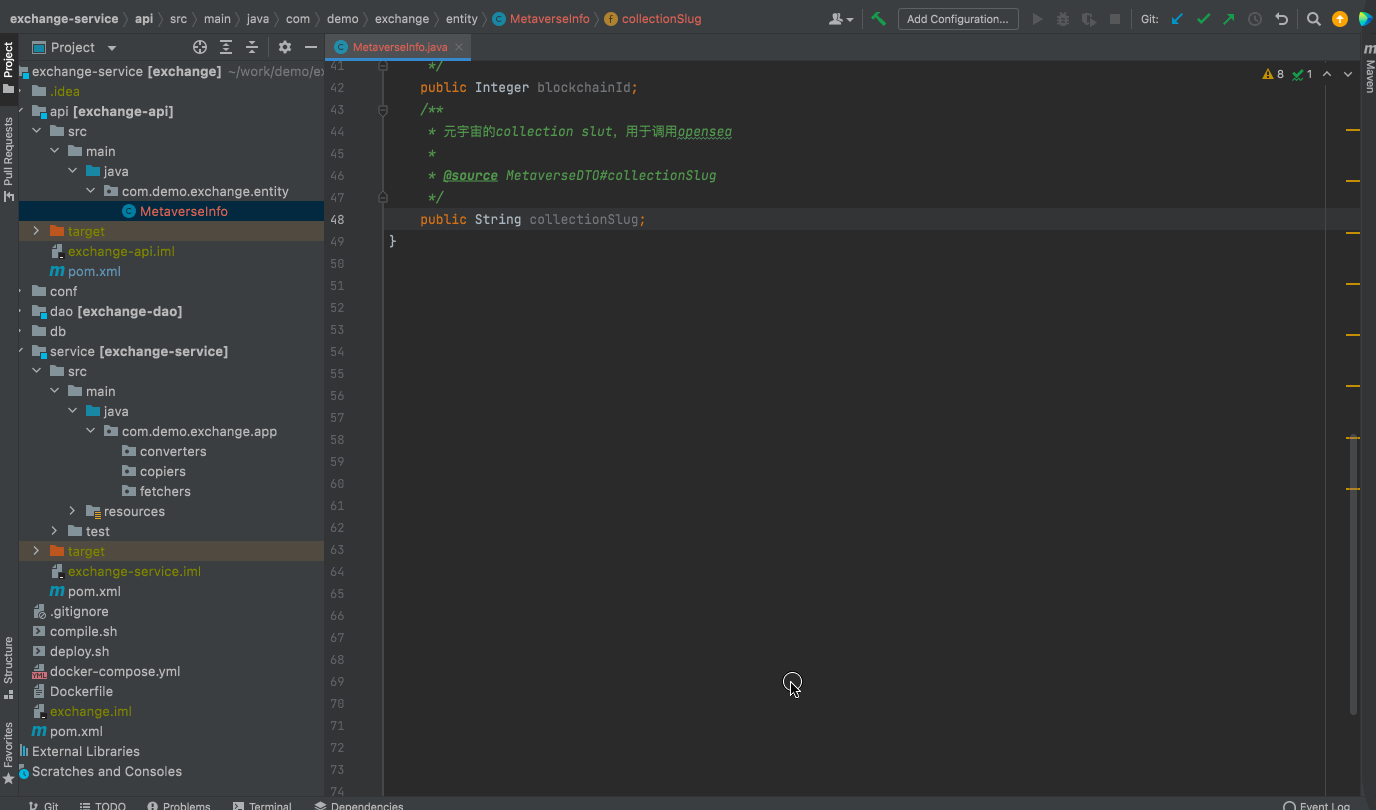 exchange-service › api › src › main › java › com › demo › exchange › entity › MetaverseInfo › collectionSlug
Add Configuration...
Git:
Project
MetaverseInfo.java
Project
Pull Requests
Structure
Favorites
exchange-service [exchange] ~/work/demo/ex
.idea
api [exchange-api]
src
main
java
com.demo.exchange.entity
MetaverseInfo
target
exchange-api.iml
pom.xml
conf
dao [exchange-dao]
db
service [exchange-service]
src
main
java
com.demo.exchange.app
converters
copiers
fetchers
resources
test
target
exchange-service.iml
pom.xml
.gitignore
compile.sh
deploy.sh
docker-compose.yml
Dockerfile
exchange.iml
pom.xml
External Libraries
Scratches and Consoles
8 1
41 */
42 public Integer blockchainId;
43 /**
44 * 元宇宙的collection slut，用于调用opensea
45 *
46 * @source MetaverseDTO#collectionSlug
47 */
48 public String collectionSlug;
49 }
50
51
52
53
54
55
56
57
58
59
60
61
62
63
64
65
66
67
68
69
70
71
72
73
74
Maven
Git
TODO
Problems
Terminal
Dependencies
Event Log